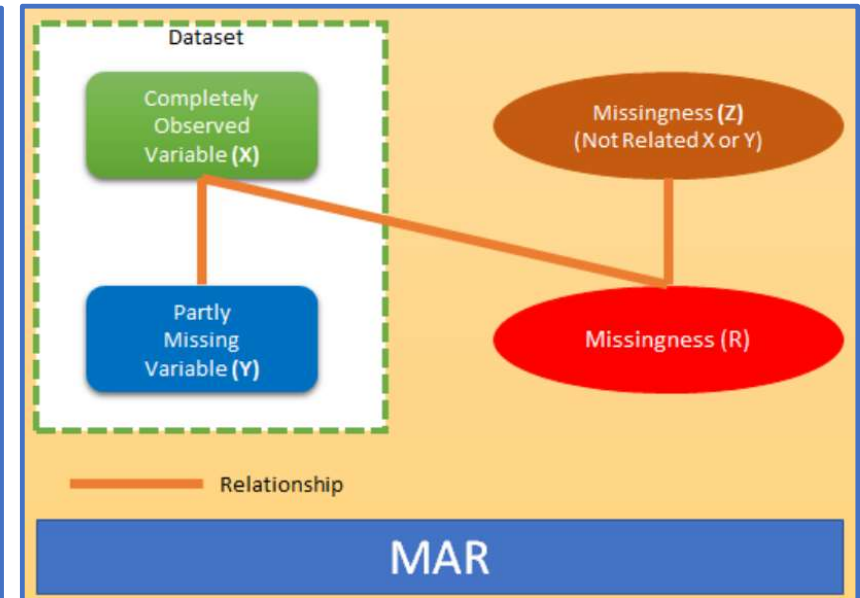 Dataset
Completely
Observed
Variable (X)
Missingness (Z)
(Not Related X or Y)
Partly
Missing
Variable (Y)
Missingness (R)
Relationship
MAR